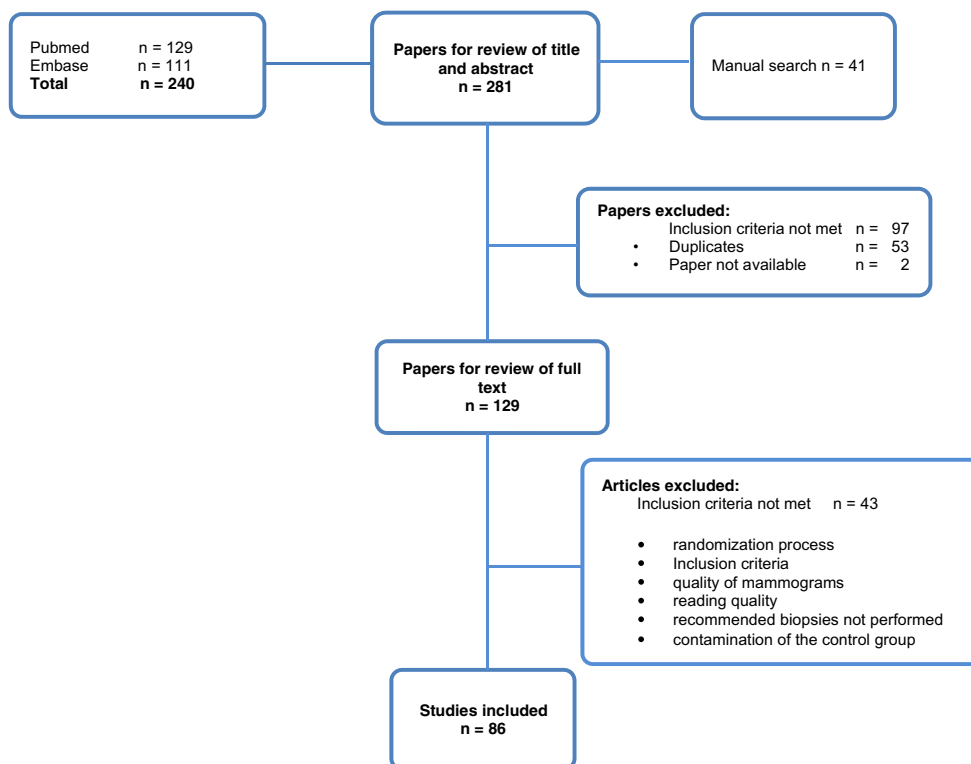 Pubmed n = 129
Embase n = 111
Total n = 240
Papers for review of title
and abstract
n = 281
Manual search n = 41
Papers excluded:
Inclusion criteria not met n = 97
• Duplicates n = 53
• Paper not available n = 2
Papers for review of full
text
n = 129
Articles excluded:
Inclusion criteria not met n = 43
• randomization process
• Inclusion criteria
• quality of mammograms
• reading quality
• recommended biopsies not performed
• contamination of the control group
Studies included
n = 86